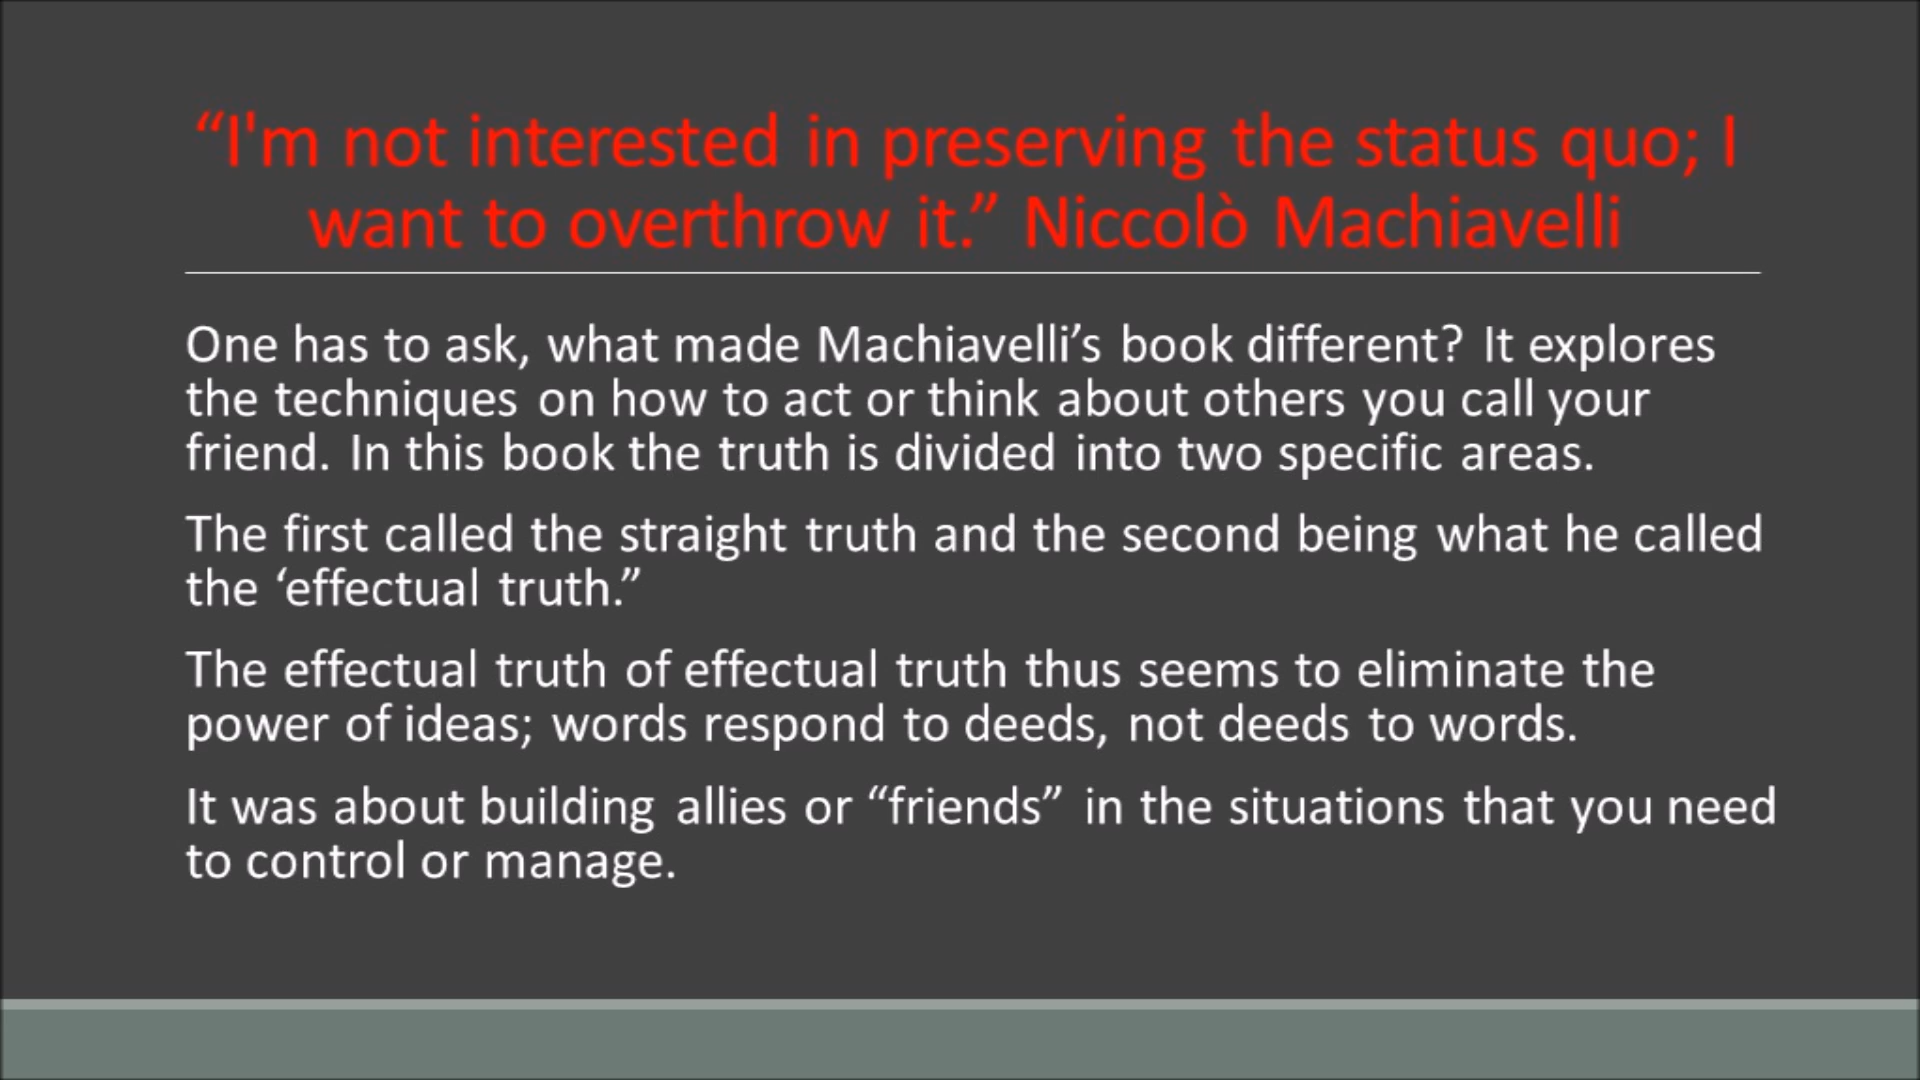 “I'm not interested in preserving the status quo; I
want to overthrow it.” Niccolò Machiavelli
One has to ask, what made Machiavelli’s book different? It explores
the techniques on how to act or think about others you call your
friend. In this book the truth is divided into two specific areas.
The first called the straight truth and the second being what he called
the ‘effectual truth.”
The effectual truth of effectual truth thus seems to eliminate the
power of ideas; words respond to deeds, not deeds to words.
It was about building allies or “friends” in the situations that you need
to control or manage.